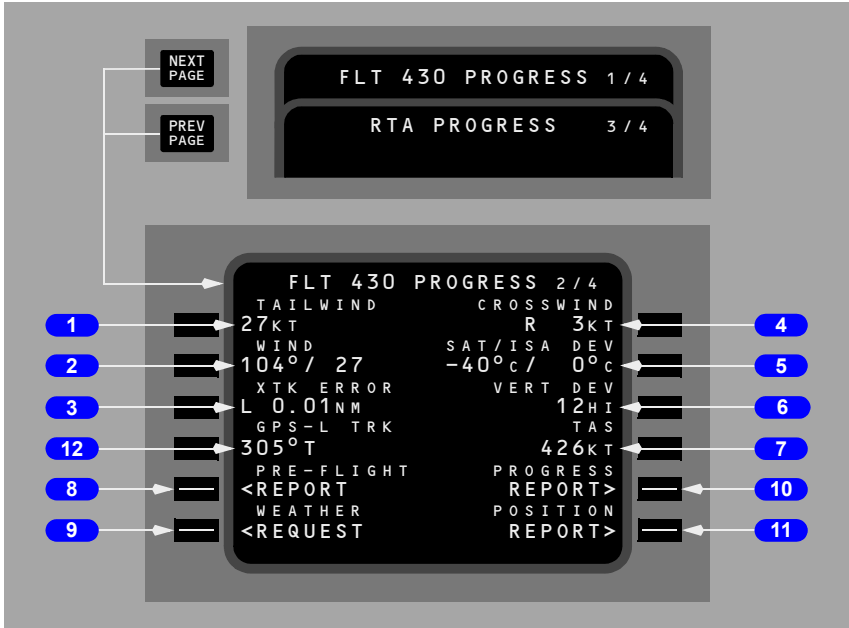 NEXT
PAGE
FLT 430 PROGRESS 1/4
PREV
PAGE
RTA PROGRESS 3/4
FLT 430 PROGRESS 2/4
TAILWIND CROSSWIND
1 27KT R 3KT 4
WIND SAT/ISA DEV
2 104°/ 27 -40°C/ 0°C 5
XTK ERROR VERT DEV
3 L 0.01NM 12HI 6
GPS-L TRK TAS
12 305°T 426KT 7
PRE-FLIGHT PROGRESS
8 <REPORT REPORT> 10
WEATHER POSITION
9 <REQUEST REPORT> 11